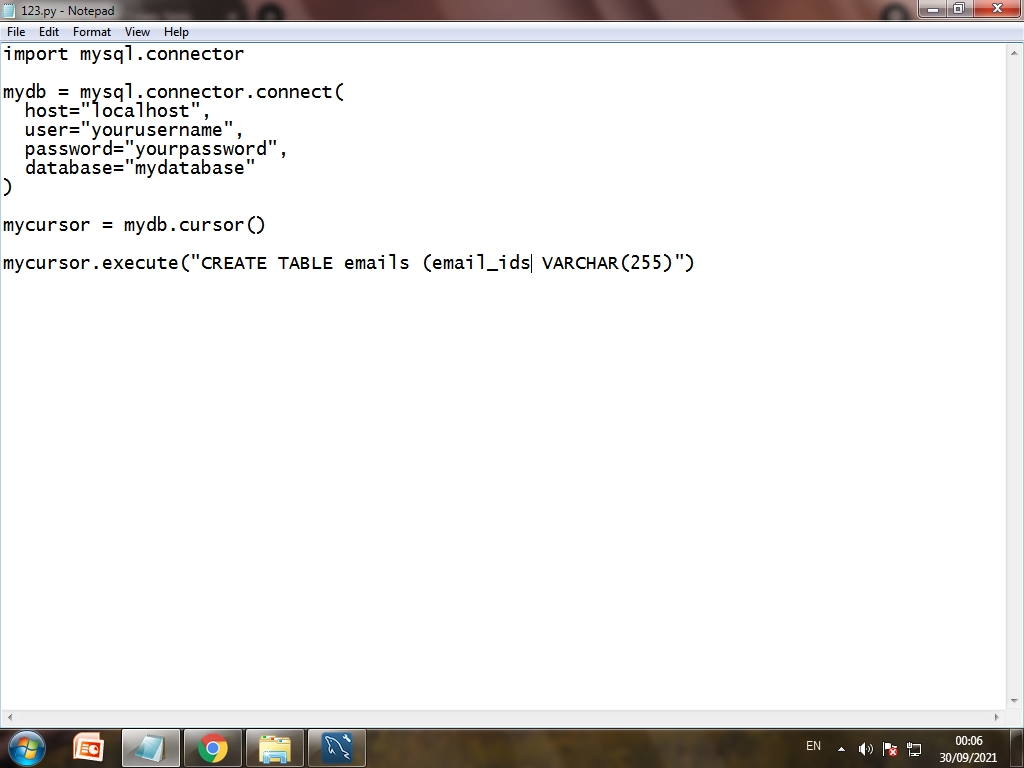 123.py - Notepad
File Edit Format View Help
import mysql.connector
mydb = mysql.connector.connect(
  host="localhost",
  user="yourusername",
  password="yourpassword",
  database="mydatabase"
)
mycursor = mydb.cursor()
mycursor.execute("CREATE TABLE emails (email_ids VARCHAR(255)")
EN
00:06
30/09/2021